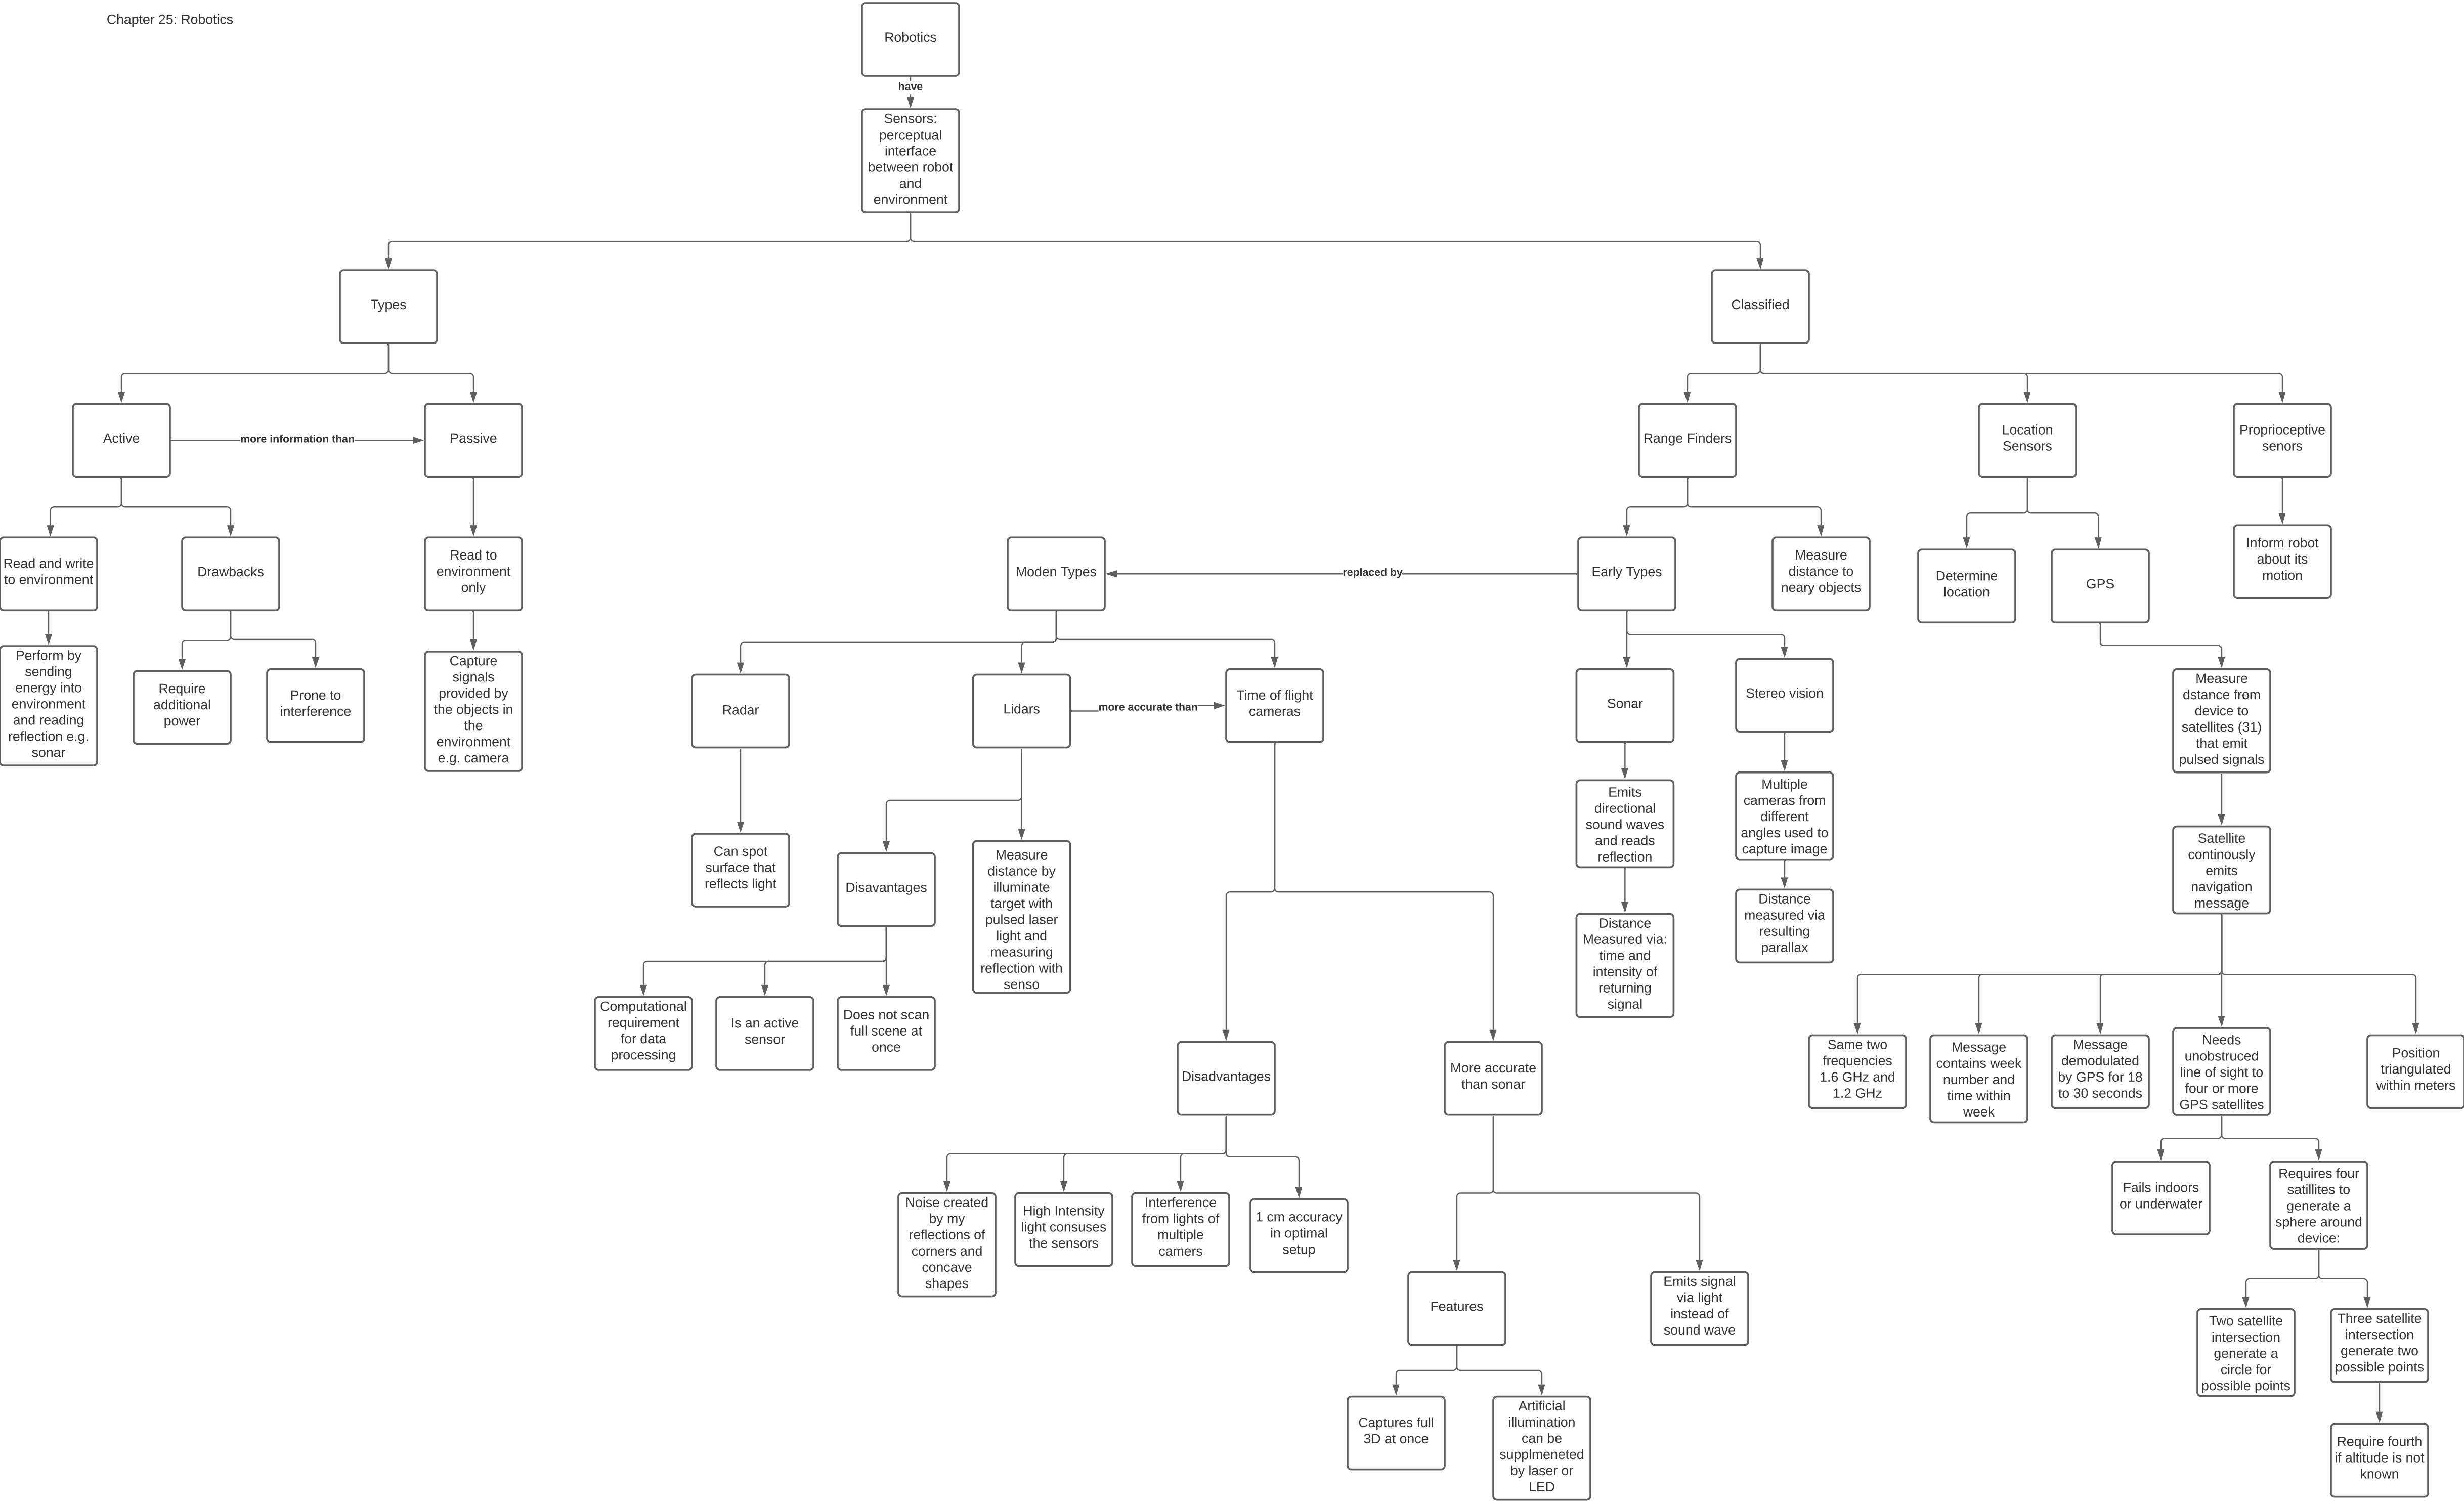 Chapter 25: Robotics
Robotics
have
Sensors:
perceptual
interface
between robot
and
environment
Types
Classified
Active
more information than
Passive
Range Finders
Location
Sensors
Proprioceptive
senors
Read and write
to environment
Drawbacks
Read to
environment
only
Moden Types
replaced by
Early Types
Measure
distance to
neary objects
Determine
location
GPS
Inform robot
about its
motion
Perform by
sending
energy into
environment
and reading
reflection e.g.
sonar
Require
additional
power
Prone to
interference
Capture
signals
provided by
the objects in
the
environment
e.g. camera
Radar
Lidars
more accurate than
Time of flight
cameras
Sonar
Stereo vision
Measure
dstance from
device to
satellites (31)
that emit
pulsed signals
Can spot
surface that
reflects light
Disavantages
Measure
distance by
illuminate
target with
pulsed laser
light and
measuring
reflection with
senso
Emits
directional
sound waves
and reads
reflection
Multiple
cameras from
different
angles used to
capture image
Satellite
continously
emits
navigation
message
Distance
Measured via:
time and
intensity of
returning
signal
Distance
measured via
resulting
parallax
Computational
requirement
for data
processing
Is an active
sensor
Does not scan
full scene at
once
Disadvantages
More accurate
than sonar
Same two
frequencies
1.6 GHz and
1.2 GHz
Message
contains week
number and
time within
week
Message
demodulated
by GPS for 18
to 30 seconds
Needs
unobstruced
line of sight to
four or more
GPS satellites
Position
triangulated
within meters
Noise created
by my
reflections of
corners and
concave
shapes
High Intensity
light consuses
the sensors
Interference
from lights of
multiple
camers
1 cm accuracy
in optimal
setup
Fails indoors
or underwater
Requires four
satillites to
generate a
sphere around
device:
Features
Emits signal
via light
instead of
sound wave
Two satellite
intersection
generate a
circle for
possible points
Three satellite
intersection
generate two
possible points
Captures full
3D at once
Artificial
illumination
can be
supplmeneted
by laser or
LED
Require fourth
if altitude is not
known